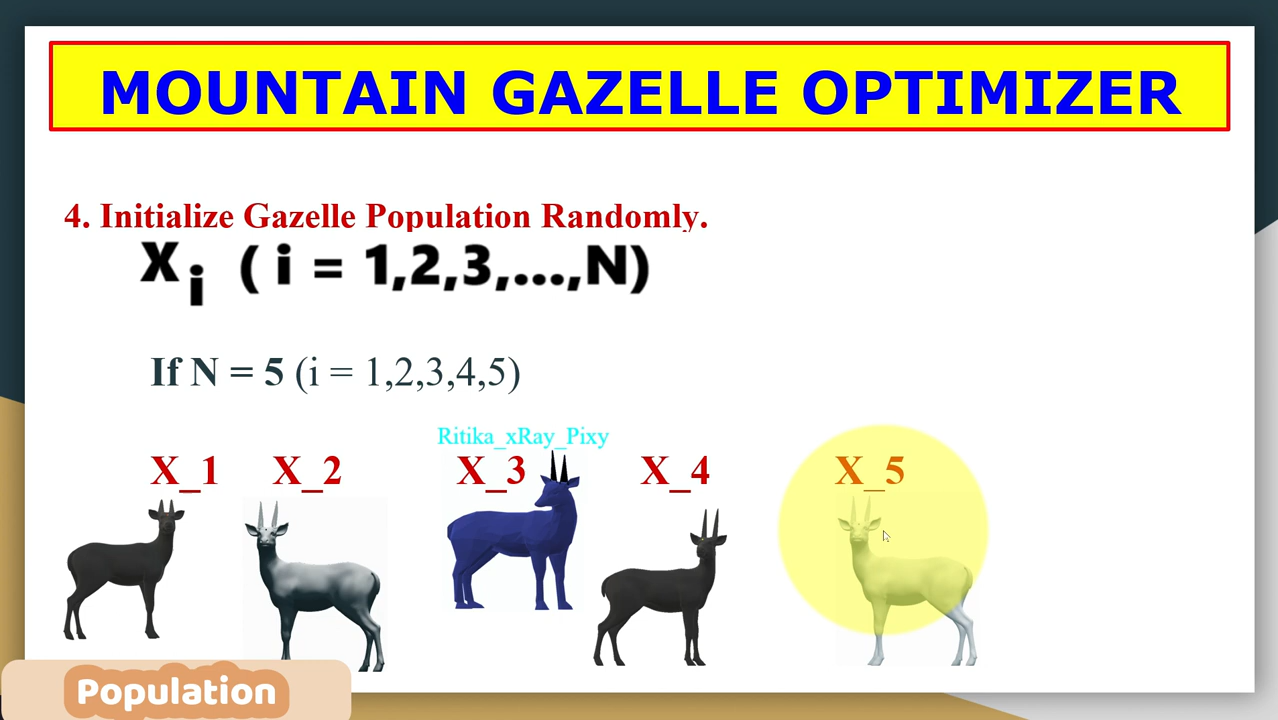 MOUNTAIN GAZELLE OPTIMIZER
4. Initialize Gazelle Population Randomly.
X i ( i = 1,2,3,...,N)
If N = 5 (i = 1,2,3,4,5)
Ritika_xRay_Pixy
X_1 X_2 X_3 X_4 X_5
Population